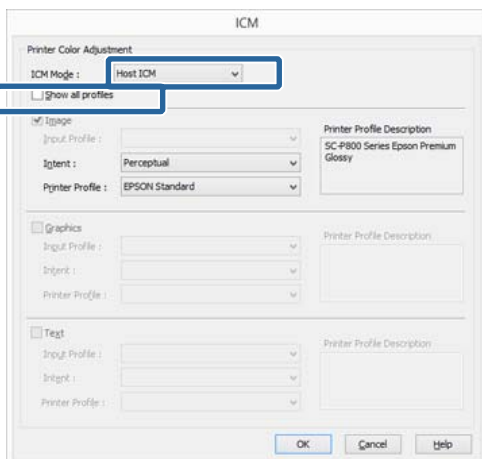 ICM
Printer Color Adjustment
ICM Mode : Host ICM
Show all profiles
Image
Input Profile :
Intent : Perceptual
Printer Profile : EPSON Standard
Printer Profile Description
SC-P800 Series Epson Premium
Glossy
Graphics
Input Profile :
Intent :
Printer Profile :
Printer Profile Description
Text
Input Profile :
Intent :
Printer Profile :
Printer Profile Description
OK Cancel Help